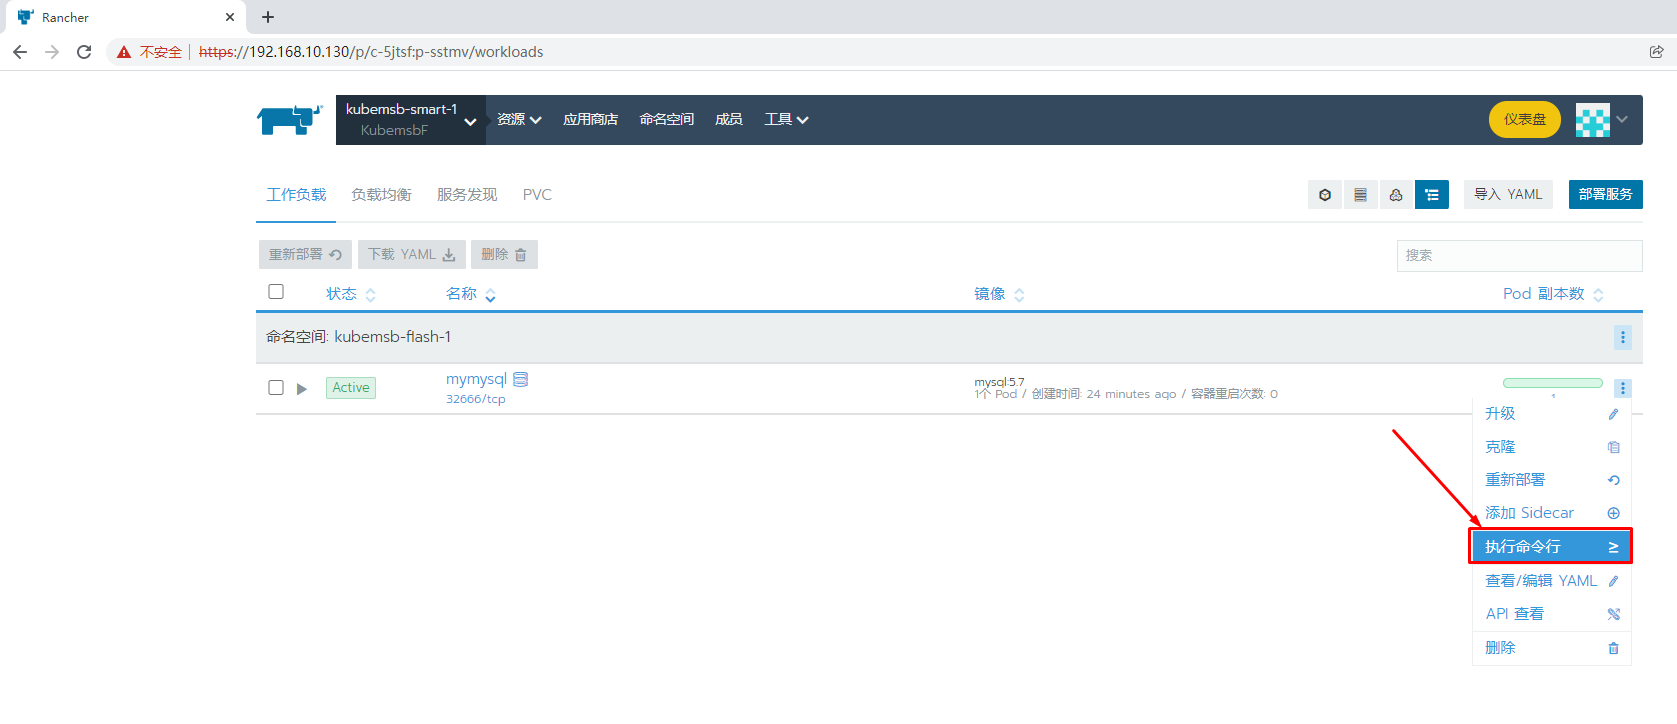 Rancher
不安全 https://192.168.10.130/p/c-5jtsf:p-sstmv/workloads
kubemsb-smart-1
KubemsbF
资源 应用商店 命名空间 成员 工具 仪表盘
工作负载 负载均衡 服务发现 PVC 导入 YAML 部署服务
重新部署 下载 YAML 删除 搜索
状态 名称 镜像 Pod 副本数
命名空间: kubemsb-flash-1
Active mymysql mysql:5.7
32666/tcp 1个 Pod / 创建时间: 24 minutes ago / 容器重启次数: 0
1
升级
克隆
重新部署
添加 Sidecar
执行命令行
查看/编辑 YAML
API 查看
删除